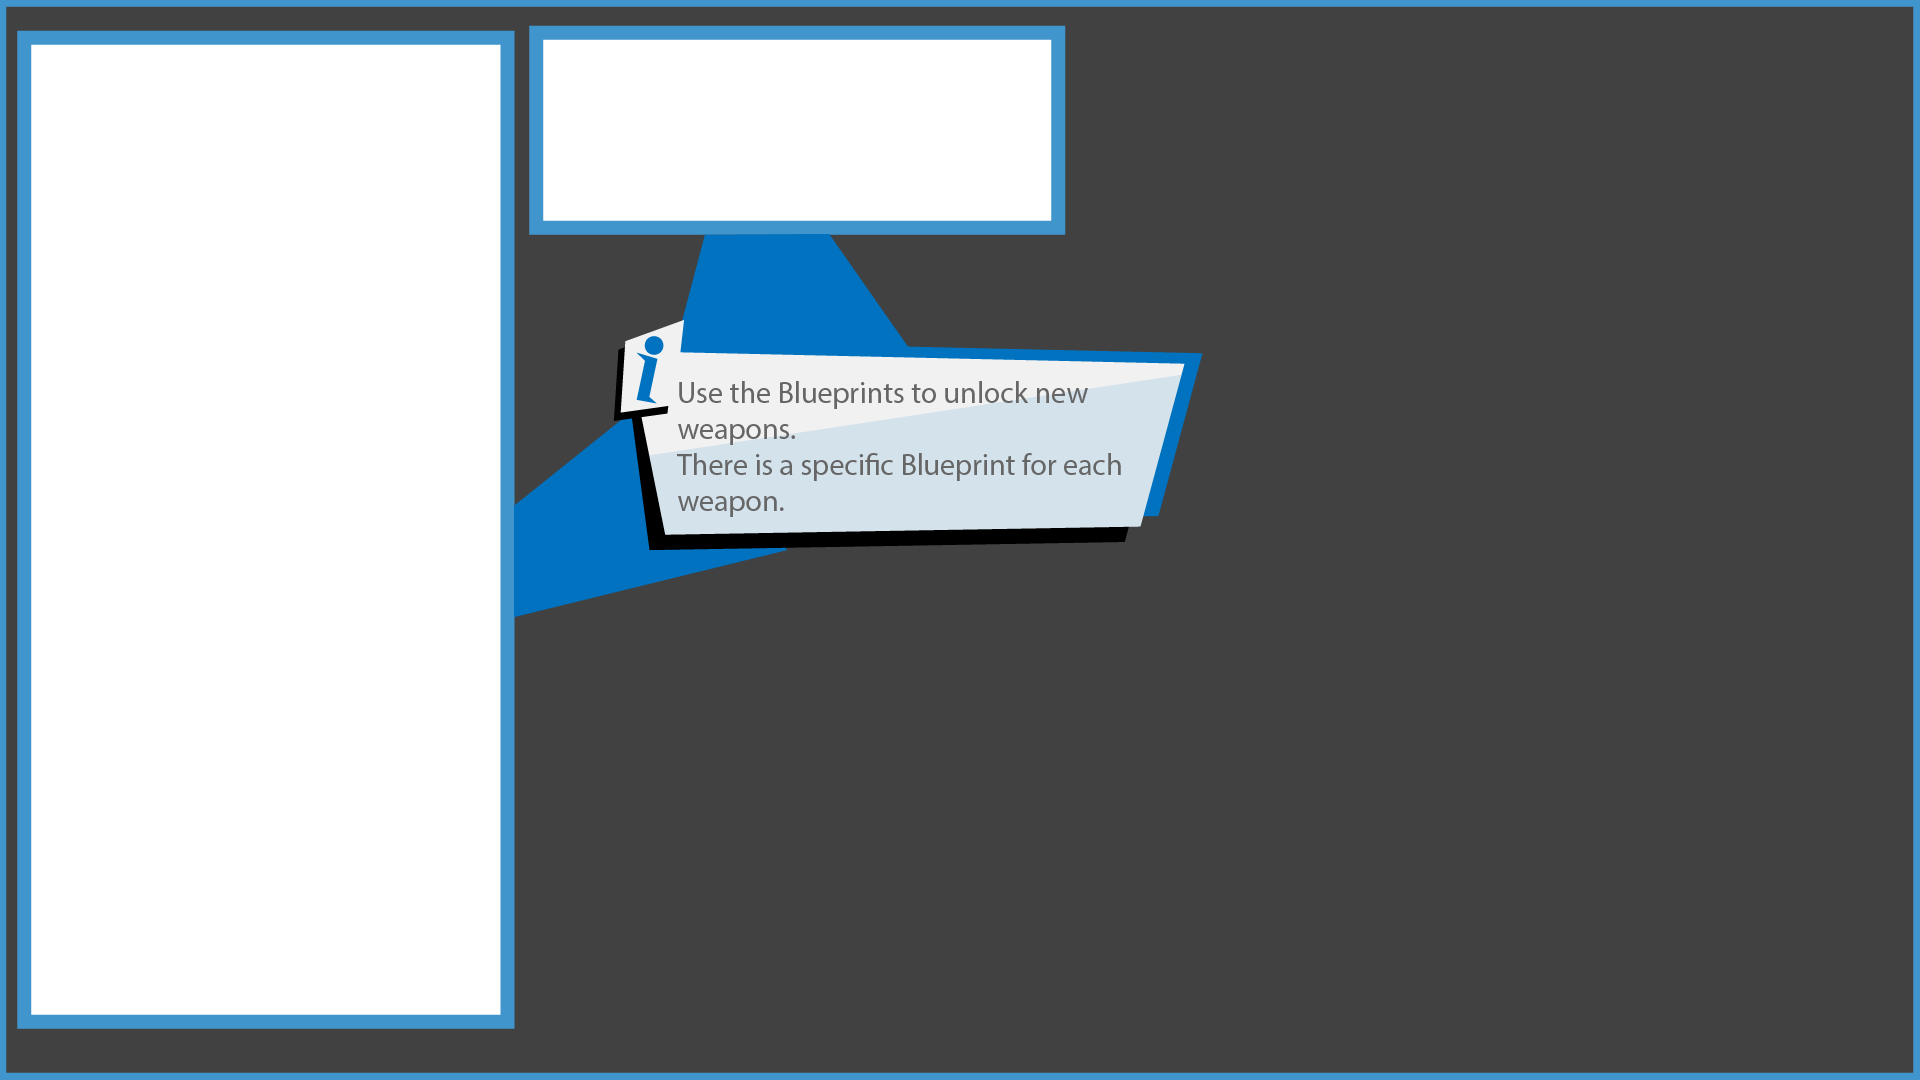 Use the Blueprints to unlock new
weapons.
There is a specific Blueprint for each
weapon.